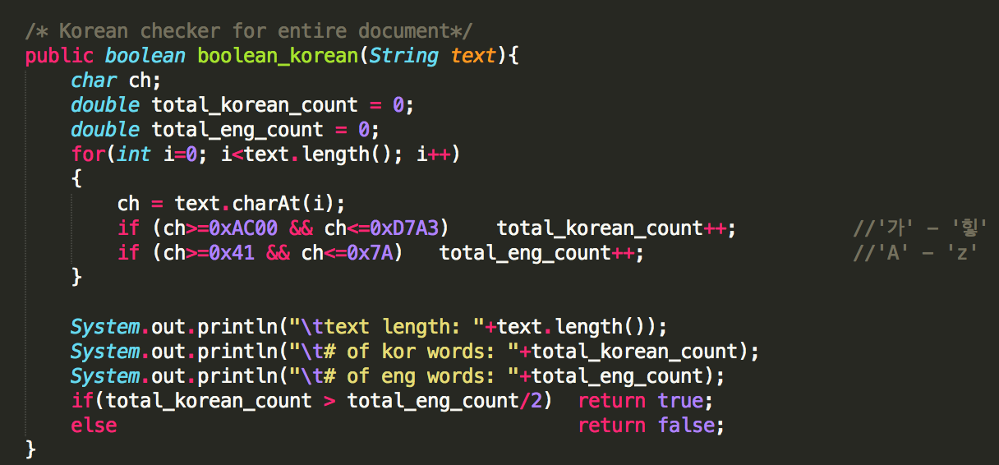 /* Korean checker for entire document*/
public boolean boolean_korean(String text){
    char ch;
    double total_korean_count = 0;
    double total_eng_count = 0;
    for(int i=0; i<text.length(); i++)
    {
        ch = text.charAt(i);
        if (ch>=0xAC00 && ch<=0xD7A3)    total_korean_count++;          //'가' - '힣'
        if (ch>=0x41 && ch<=0x7A)   total_eng_count++;                  //'A' - 'z'
    }

    System.out.println("\ttext length: "+text.length());
    System.out.println("\t# of kor words: "+total_korean_count);
    System.out.println("\t# of eng words: "+total_eng_count);
    if(total_korean_count > total_eng_count/2)  return true;
    else                                        return false;
}